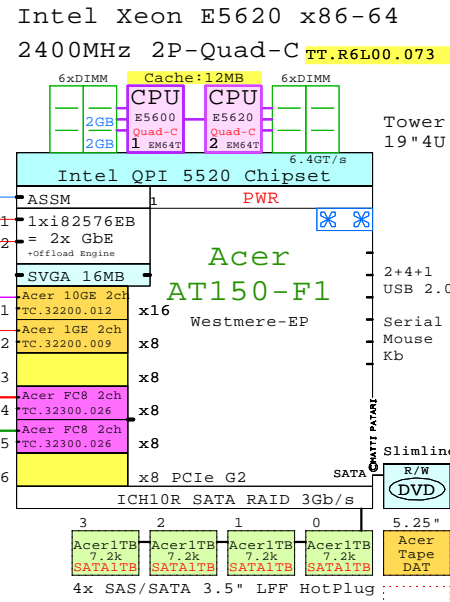 Intel Xeon E5620 x86-64
2400MHz 2P-Quad-C TT.R6L00.073
6xDIMM Cache:12MB 6xDIMM
CPU CPU
E5600 E5620
2GB Quad-C Quad-C
2GB 1 EM64T 2 EM64T
Tower
19"4U
6.4GT/s
Intel QPI 5520 Chipset
ASSM 1 PWR
1 1xi82576EB
2 = 2x GbE
+Offload Engine
Acer
SVGA 16MB
AT150-F1
2+4+1
USB 2.0
Acer 10GE 2ch
1 TC.32200.012 x16
Westmere-EP
Serial
Mouse
Kb
Acer 1GE 2ch
2 TC.32200.009 x8
3 x8
Acer FC8 2ch
4 TC.32300.026 x8
Acer FC8 2ch
5 TC.32300.026 x8
©MATTI PATARI
Slimline
6 x8 PCIe G2 SATA
R/W
DVD
ICH10R SATA RAID 3Gb/s
3 2 1 0 5.25"
Acer1TB Acer1TB Acer1TB Acer1TB
7.2k 7.2k 7.2k 7.2k
SATA1TB SATA1TB SATA1TB SATA1TB
Acer
Tape
DAT
4x SAS/SATA 3.5" LFF HotPlug